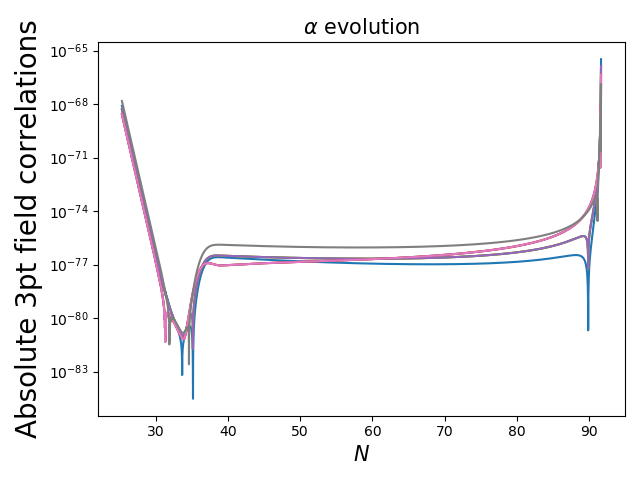 α evolution
Absolute 3pt field correlations
10⁻⁶⁵
10⁻⁶⁸
10⁻⁷¹
10⁻⁷⁴
10⁻⁷⁷
10⁻⁸⁰
10⁻⁸³
30 40 50 60 70 80 90
N